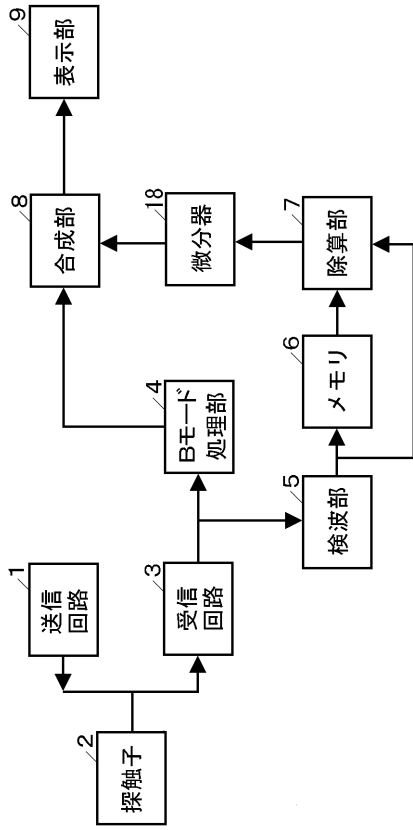 1
送信
回路
2
探触子
3
受信
回路
4
Bモード
処理部
5
検波部
6
メモリ
7
除算部
18
微分器
8
合成部
9
表示部